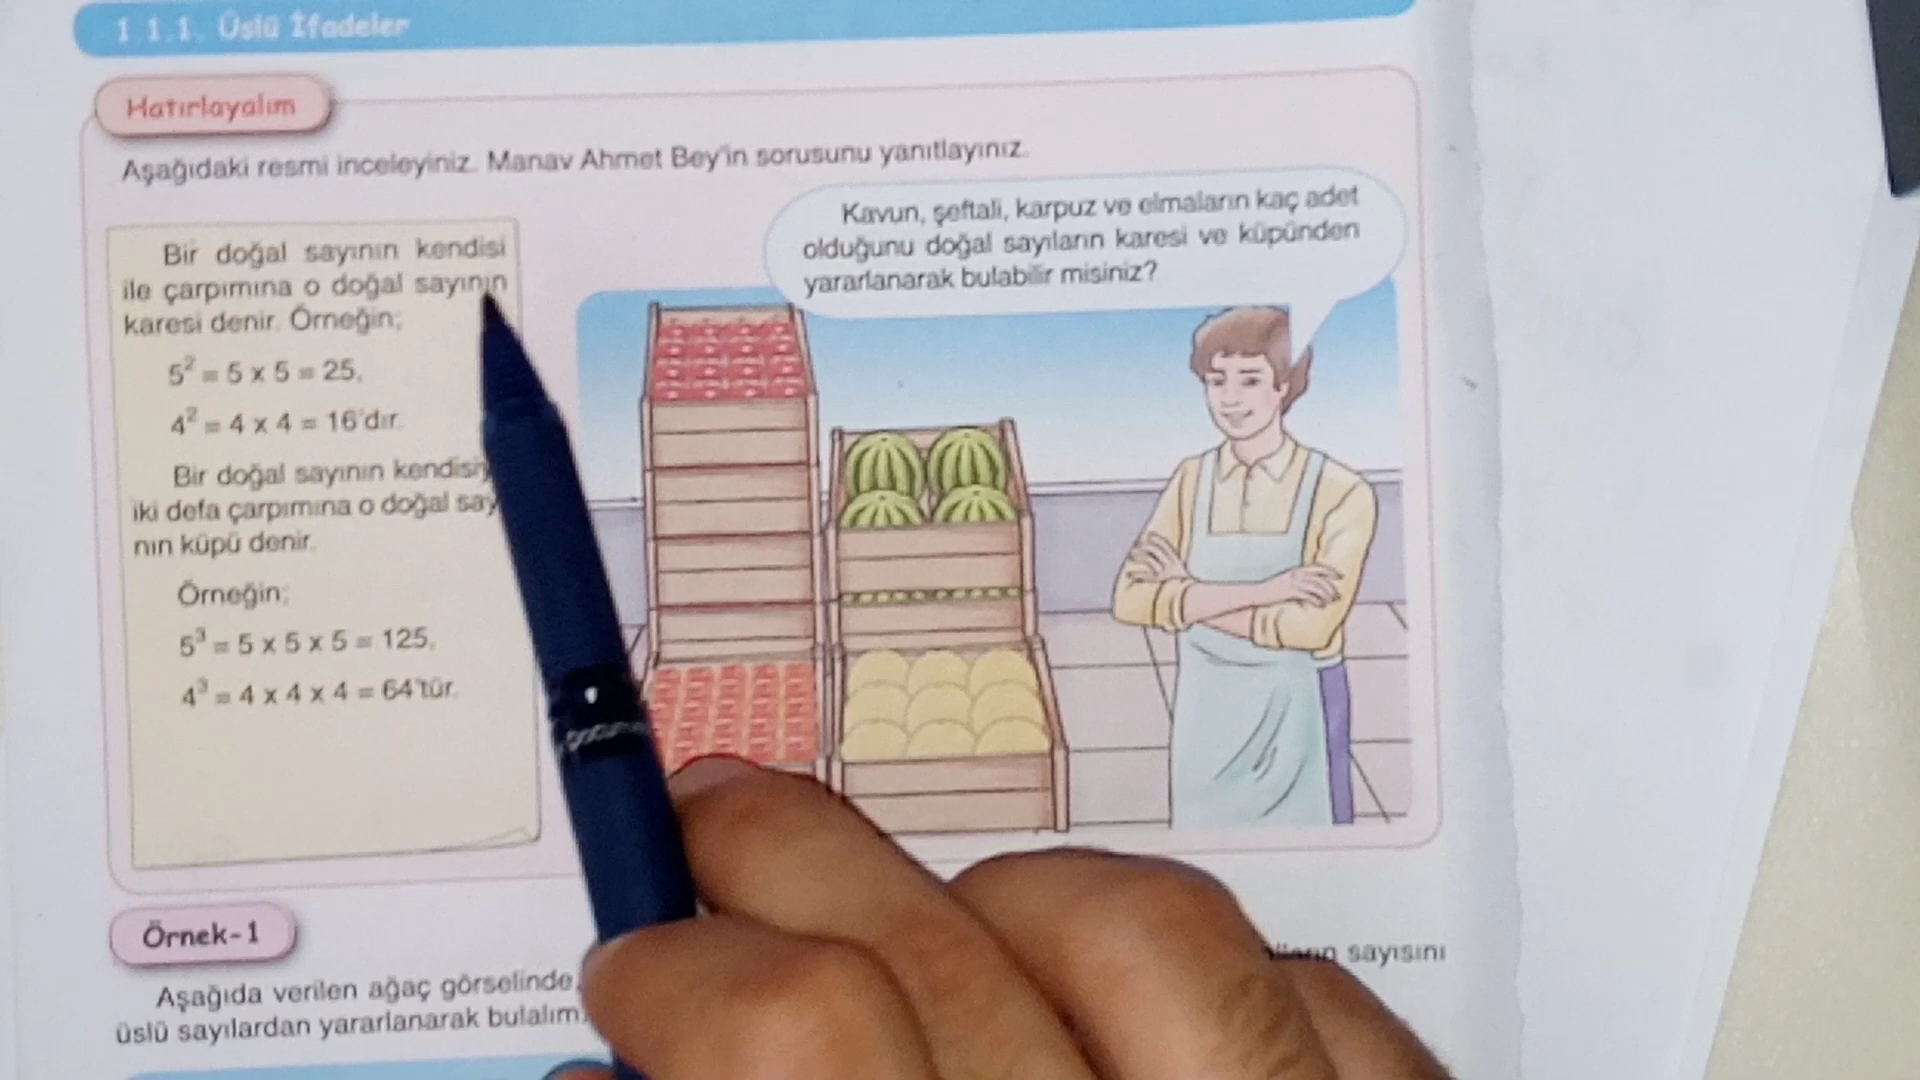 1.1.1. Üslü İfadeler
Hatırlayalım
Aşağıdaki resmi inceleyiniz. Manav Ahmet Bey'in sorusunu yanıtlayınız.
Kavun, şeftali, karpuz ve elmaların kaç adet
olduğunu doğal sayıların karesi ve küpünden
yararlanarak bulabilir misiniz?
Bir doğal sayının kendisi
ile çarpımına o doğal sayının
karesi denir. Örneğin;
5² = 5 x 5 = 25,
4² = 4 x 4 = 16'dır.
Bir doğal sayının
iki defa çarpımına o doğal
nın küpü denir.
Örneğin;
5³ = 5 x 5 x 5 = 125,
4³ = 4 x 4 x 4 = 64'tür.
Örnek-1
Aşağıda verilen ağaç görselinde
sayısını
üslü sayılardan yararlanarak bulalım.